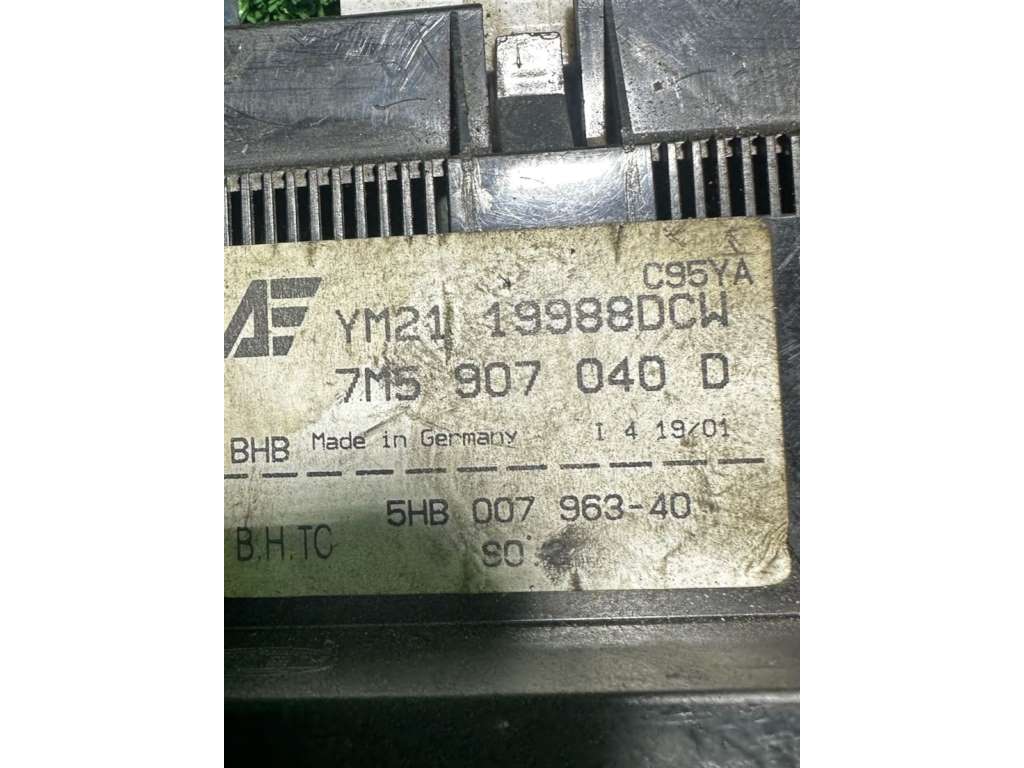 C95YA
AE YM21 19988DCW
7M5 907 040 D
BHB Made in Germany I 4 19/01
5HB 007 963-40
B.H.TC SO